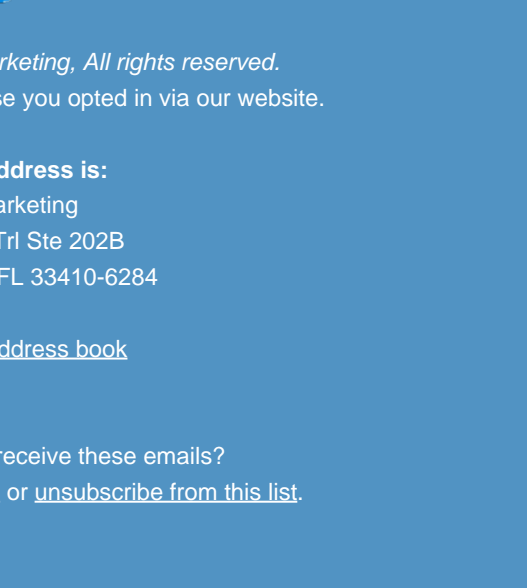 rketing, All rights reserved.
se you opted in via our website.
ddress is:
arketing
Trl Ste 202B
FL 33410-6284
ddress book
receive these emails?
or unsubscribe from this list.